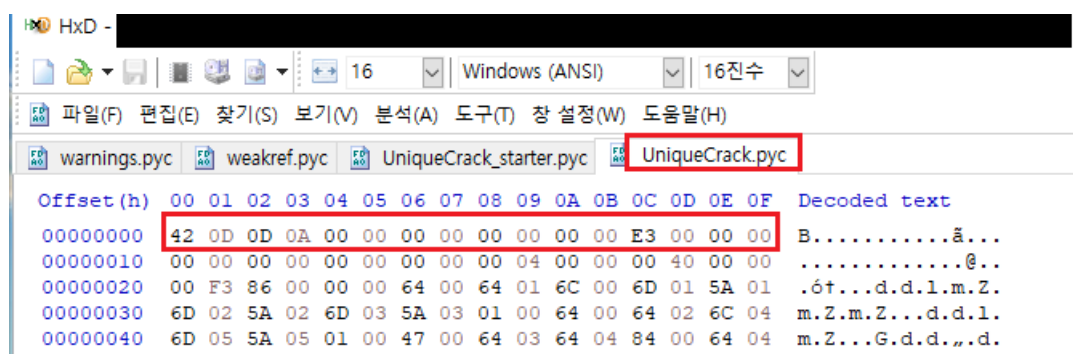 HxD -
16 Windows (ANSI) 16진수
파일(F) 편집(E) 찾기(S) 보기(V) 분석(A) 도구(T) 창 설정(W) 도움말(H)
warnings.pyc weakref.pyc UniqueCrack_starter.pyc UniqueCrack.pyc
Offset(h) 00 01 02 03 04 05 06 07 08 09 0A 0B 0C 0D 0E 0F Decoded text
00000000 42 0D 0D 0A 00 00 00 00 00 00 00 00 E3 00 00 00 B...........ã...
00000010 00 00 00 00 00 00 00 00 00 04 00 00 00 40 00 00 .............@..
00000020 00 F3 86 00 00 00 64 00 64 01 6C 00 6D 01 5A 01 .ó†...d.d.l.m.Z.
00000030 6D 02 5A 02 6D 03 5A 03 01 00 64 00 64 02 6C 04 m.Z.m.Z...d.d.l.
00000040 6D 05 5A 05 01 00 47 00 64 03 64 04 84 00 64 04 m.Z...G.d.d.„.d.